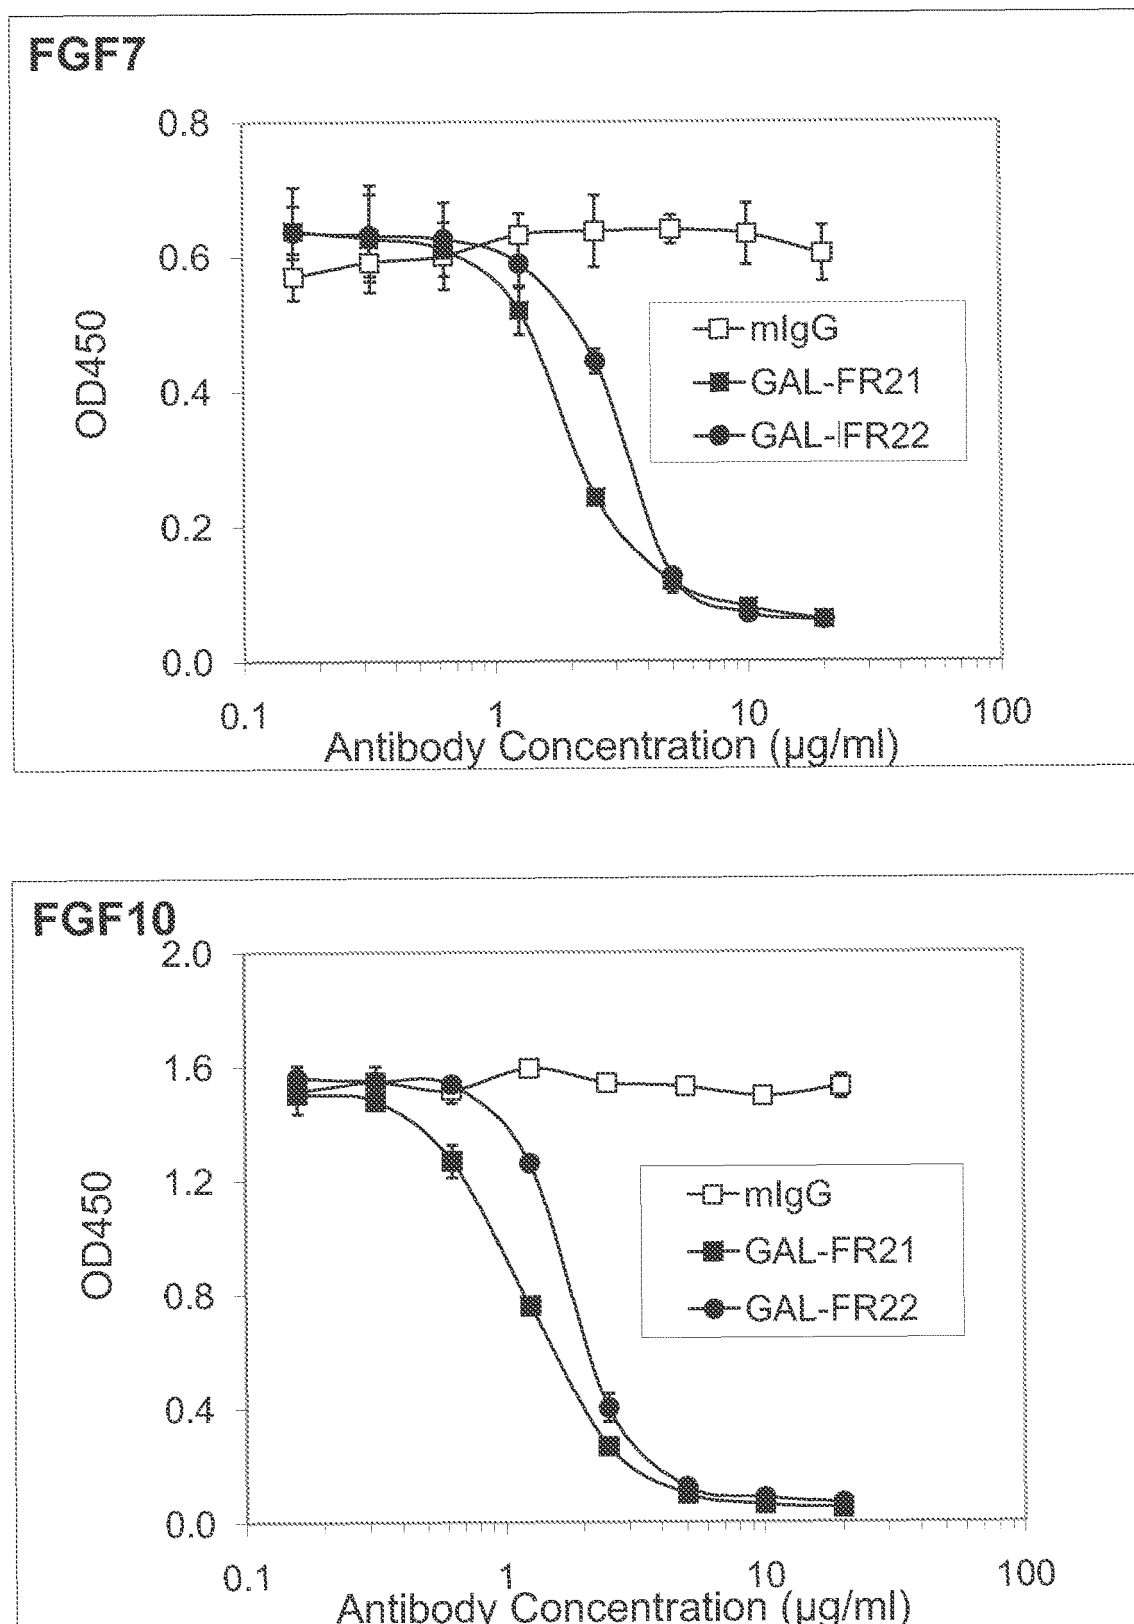 FGF7
0.8
0.6
0.4
0.2
0.0
OD450
mIgG
GAL-FR21
GAL-FR22
0.1 1 10 100
Antibody Concentration (µg/ml)
FGF10
2.0
1.6
1.2
0.8
0.4
0.0
OD450
mIgG
GAL-FR21
GAL-FR22
0.1 1 10 100
Antibody Concentration (µg/ml)